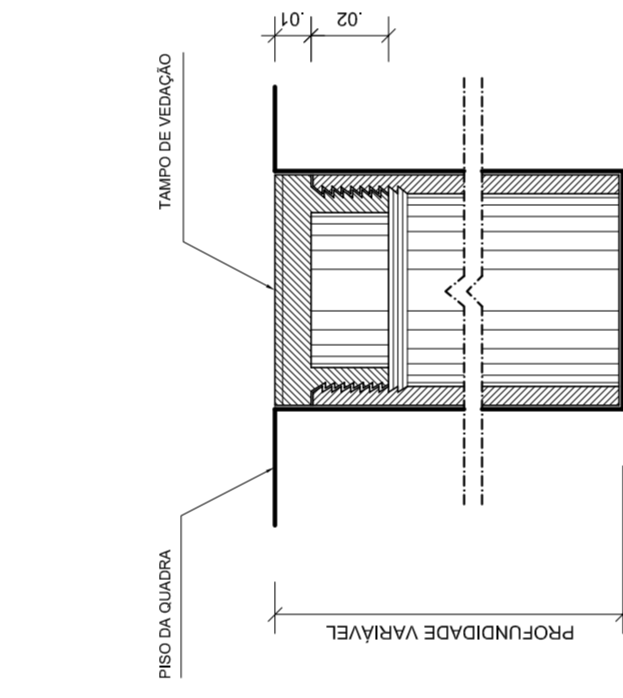 .01
.02
TAMPO DE VEDAÇÃO
PISO DA QUADRA
PROFUNDIDADE VARIÁVEL